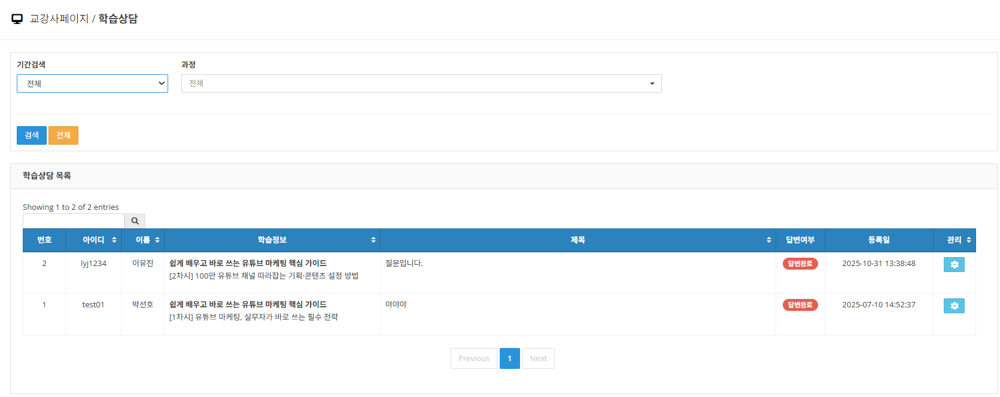 교강사페이지 / 학습상담
기간검색 과정
전체 전체
검색 전체
학습상담 목록
Showing 1 to 2 of 2 entries
번호 아이디 이름 학습정보 제목 답변여부 등록일 관리
2 lyj1234 이유진 쉽게 배우고 바로 쓰는 유튜브 마케팅 핵심 가이드 질문입니다. 답변완료 2025-10-31 13:38:48
[2차시] 100만 유튜브 채널 따라잡는 기획·콘텐츠 설정 방법
1 test01 박선호 쉽게 배우고 바로 쓰는 유튜브 마케팅 핵심 가이드 야야야 답변완료 2025-07-10 14:52:37
[1차시] 유튜브 마케팅, 실무자가 바로 쓰는 필수 전략
Previous 1 Next